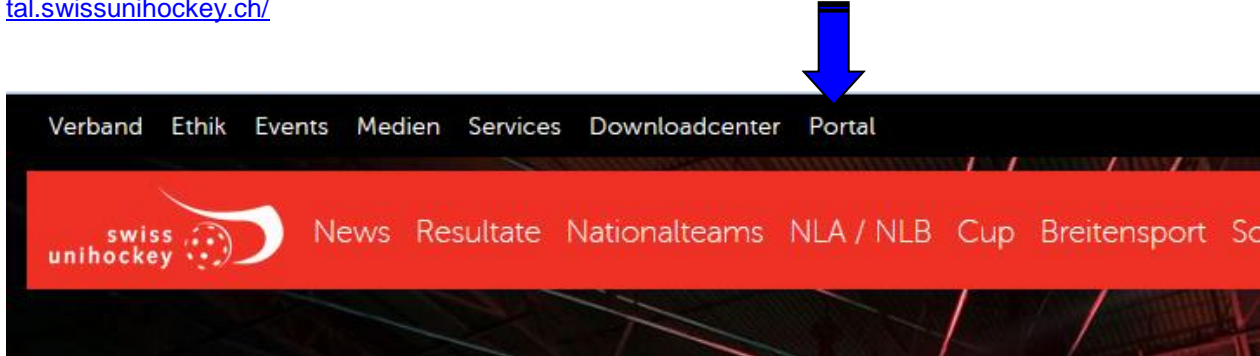 tal.swissunihockey.ch/
Verband Ethik Events Medien Services Downloadcenter Portal
swiss
unihockey
News Resultate Nationalteams NLA / NLB Cup Breitensport